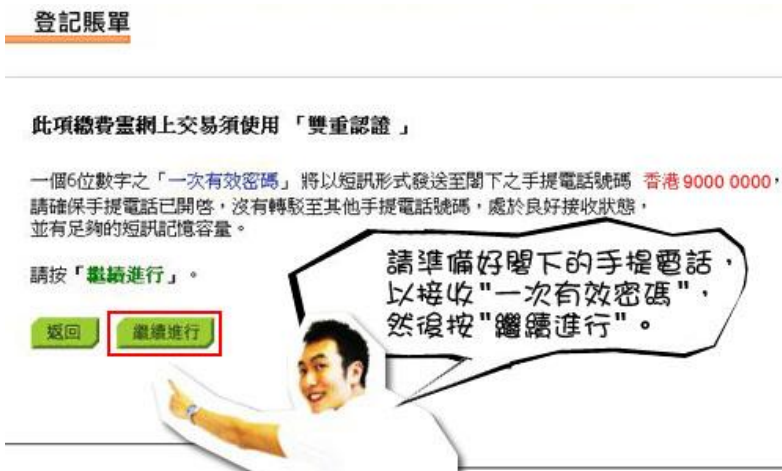 登記賬單
此項繳費靈網上交易須使用 「雙重認證 」
一個6位數字之「一次有效密碼」將以短訊形式發送至閣下之手提電話號碼 香港 9000 0000，
請確保手提電話已開啓，沒有轉駁至其他手提電話號碼，處於良好接收狀態，
並有足夠的短訊記憶容量。
請按「繼續進行」。
返回 繼續進行
請準備好閣下的手提電話，
以接收"一次有效密碼"，
然後按"繼續進行"。